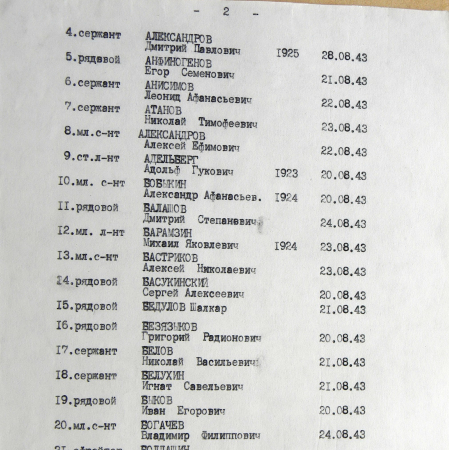 - 2 -
4.сержант АЛЕКСАНДРОВ
Дмитрий Павлович 1925 28.08.43
5.рядовой АНФИНОГЕНОВ
Егор Семенович 21.08.43
6.сержант АНИСИМОВ
Леонид Афанасьевич 22.08.43
7.сержант АТАНОВ
Николай Тимофеевич 23.08.43
8.мл.с-нт АЛЕКСАНДРОВ
Алексей Ефимович 22.08.43
9.ст.л-нт АДЕЛЬБЕРГ
Адольф Гукович 1923 20.08.43
10.мл. с-нт БОБЫКИН
Александр Афанасьев. 1924 20.08.43
11.рядовой БАЛАШОВ
Дмитрий Степанович 24.08.43
12.мл. л-нт БАРАМЗИН
Михаил Яковлевич 1924 23.08.43
13.мл.с-нт БАСТРИКОВ
Алексей Николаевич 23.08.43
14.рядовой БАСУКИНСКИЙ
Сергей Алексеевич 20.08.43
15.рядовой БЕДУЛОВ Шалкар 21.08.43
16.рядовой БЕЗЯЗЫКОВ
Григорий Радионович 20.08.43
17.сержант БЕЛОВ
Николай Васильевич 21.08.43
18.сержант БЕЛУХИН
Игнат Савельевич 21.08.43
19.рядовой БЫКОВ
Иван Егорович 20.08.43
20.мл.с-нт БОГАЧЕВ
Владимир Филиппович 24.08.43